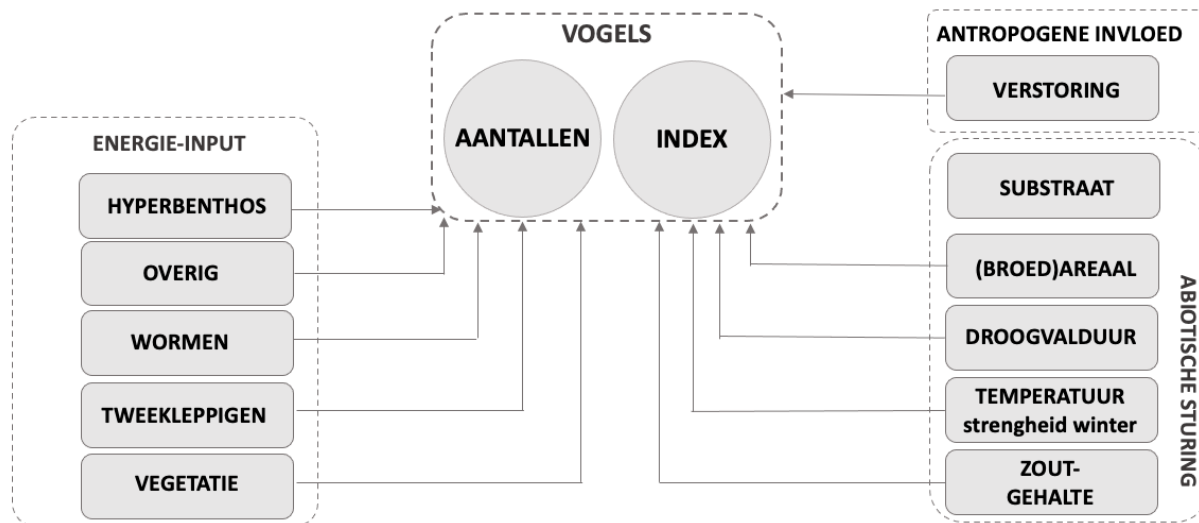 VOGELS
AANTALLEN
INDEX
ENERGIE-INPUT
HYPERBENTHOS
OVERIG
WORMEN
TWEEKLEPPIGEN
VEGETATIE
ANTROPOGENE INVLOED
VERSTORING
SUBSTRAAT
(BROED)AREAAL
DROOGVALDUUR
TEMPERATUUR
strengheid winter
ZOUT-
GEHALTE
ABIOTISCHE STURING